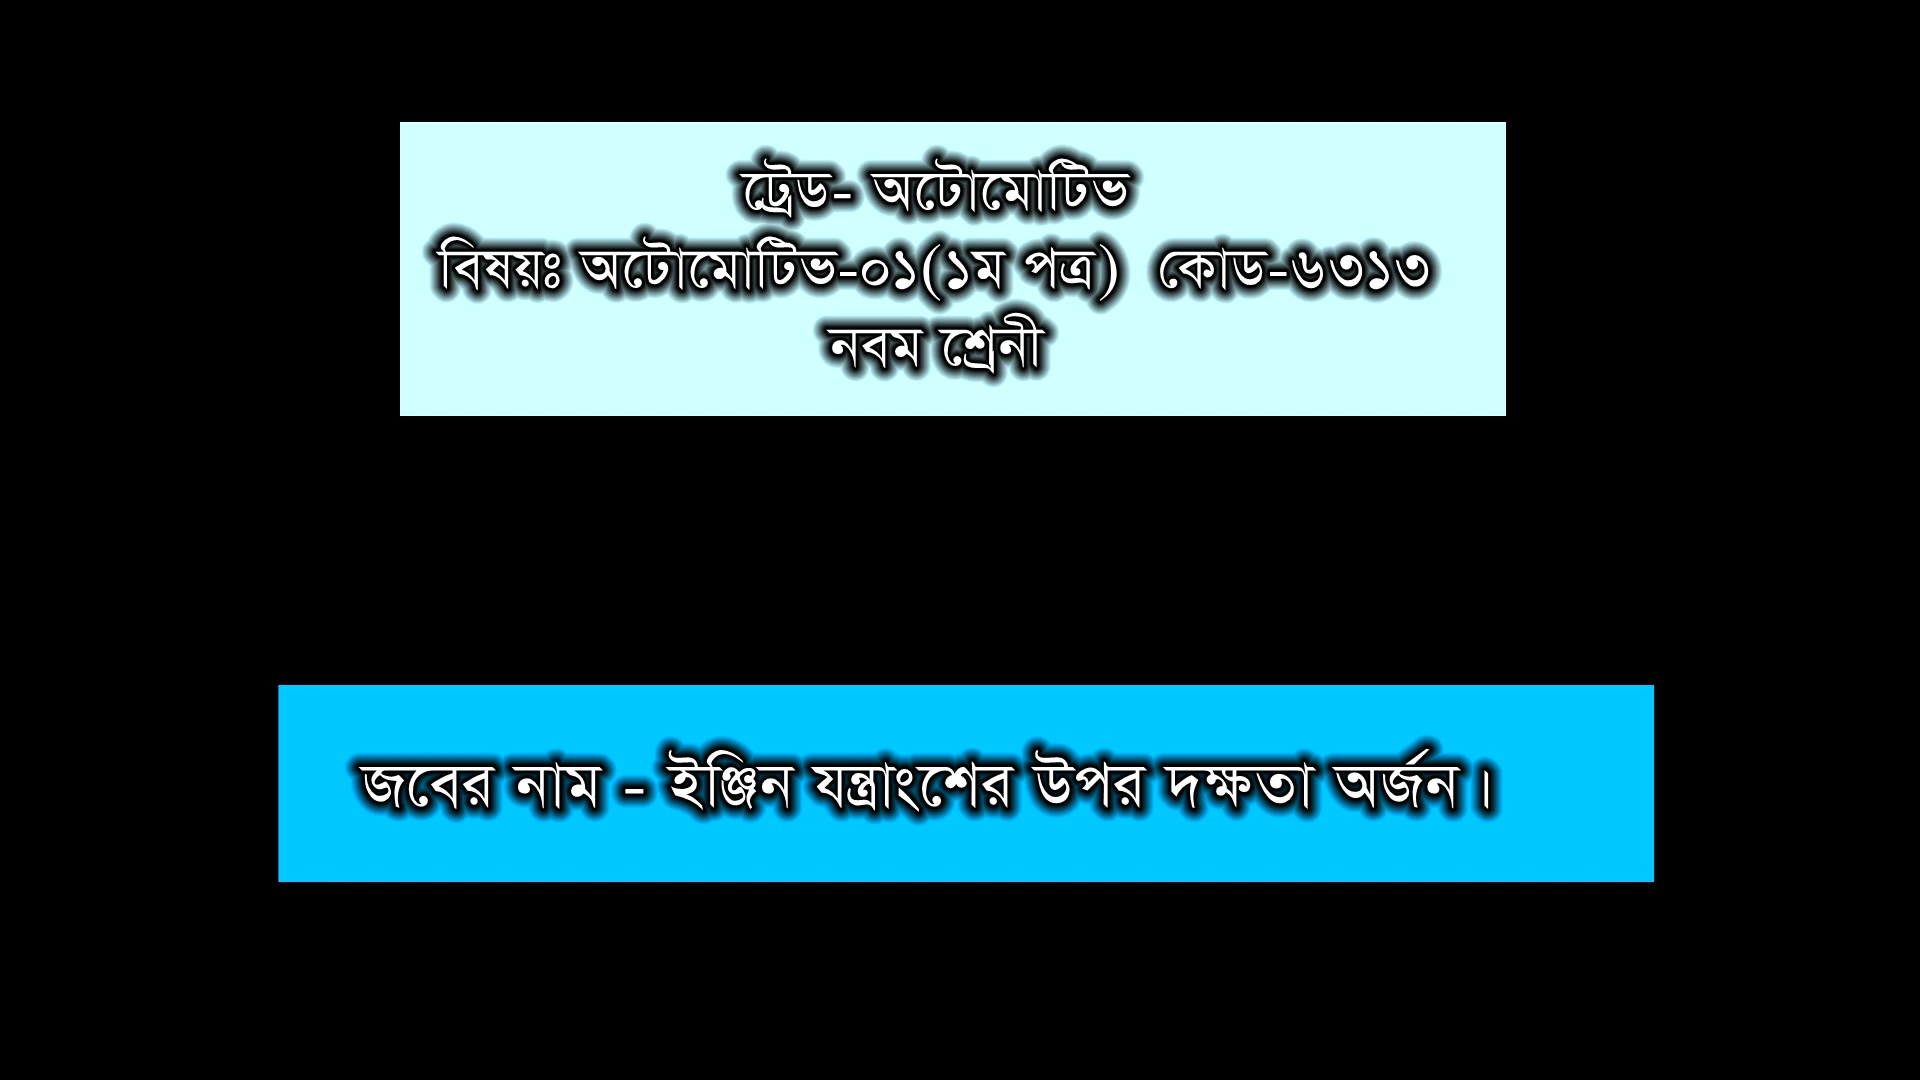 ট্রেড- অটোমোটিভ
বিষয়ঃ অটোমোটিভ-০১(১ম পত্র)  কোড-৬৩১৩
নবম শ্রেনী
জবের নাম - ইঞ্জিন যন্ত্রাংশের উপর দক্ষতা অর্জন।